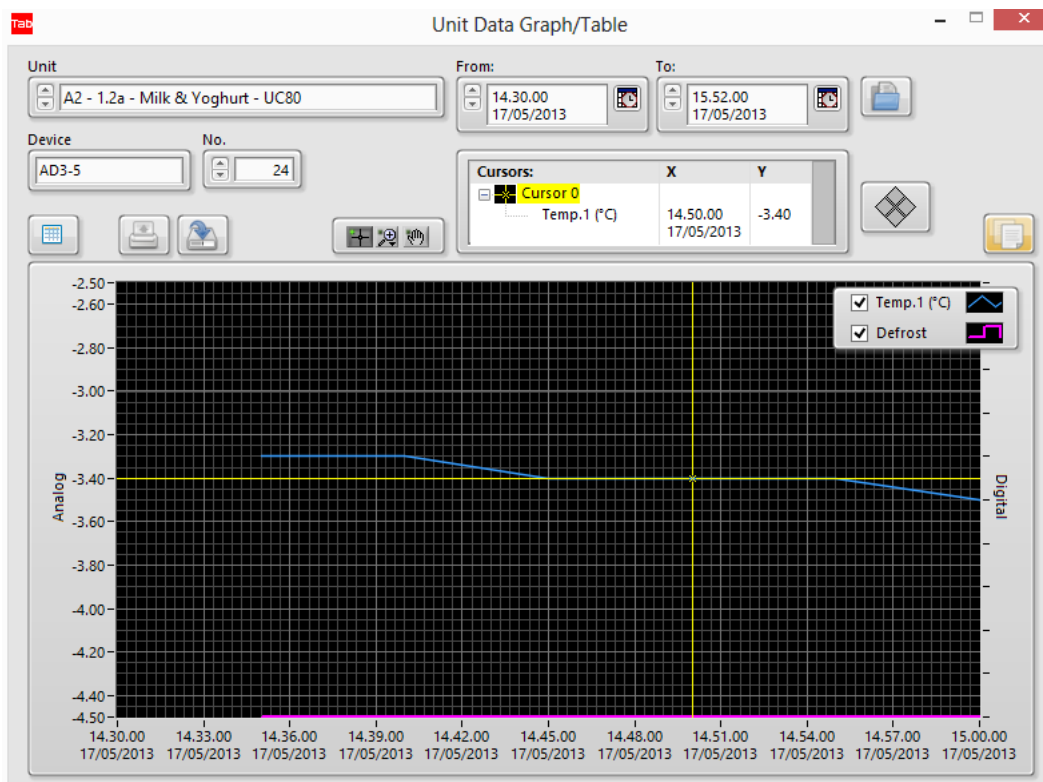 Tab
Unit Data Graph/Table
Unit
A2 - 1.2a - Milk & Yoghurt - UC80
From:
14.30.00
17/05/2013
To:
15.52.00
17/05/2013
Device
AD3-5
No.
24
Cursors: X Y
Cursor 0
Temp.1 (°C) 14.50.00 -3.40
17/05/2013
Temp.1 (°C)
Defrost
Analog
-2.50
-2.60
-2.80
-3.00
-3.20
-3.40
-3.60
-3.80
-4.00
-4.20
-4.40
-4.50
Digital
14.30.00 14.33.00 14.36.00 14.39.00 14.42.00 14.45.00 14.48.00 14.51.00 14.54.00 14.57.00 15.00.00
17/05/2013 17/05/2013 17/05/2013 17/05/2013 17/05/2013 17/05/2013 17/05/2013 17/05/2013 17/05/2013 17/05/2013 17/05/2013